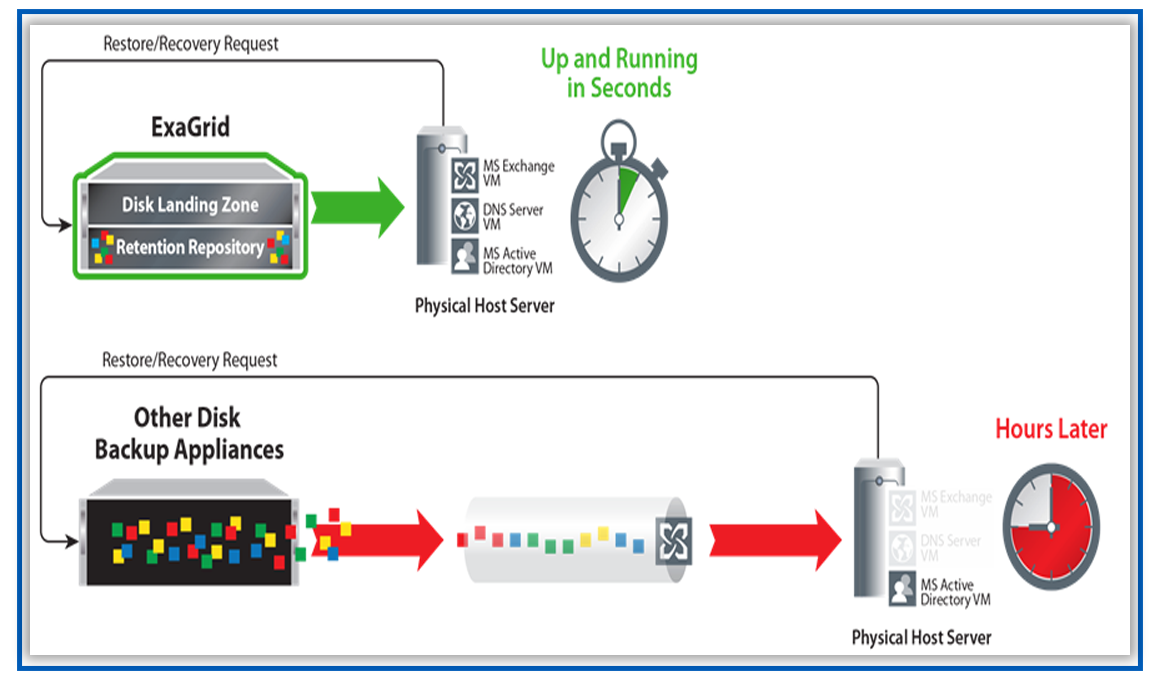 Restore/Recovery Request
Up and Running
in Seconds
ExaGrid
MS Exchange
VM
Disk Landing Zone
DNS Server
VM
Retention Repository
MS Active
Directory VM
Physical Host Server
Restore/Recovery Request
Other Disk
Backup Appliances
Hours Later
MS Exchange
VM
DNS Server
VM
MS Active
Directory VM
Physical Host Server